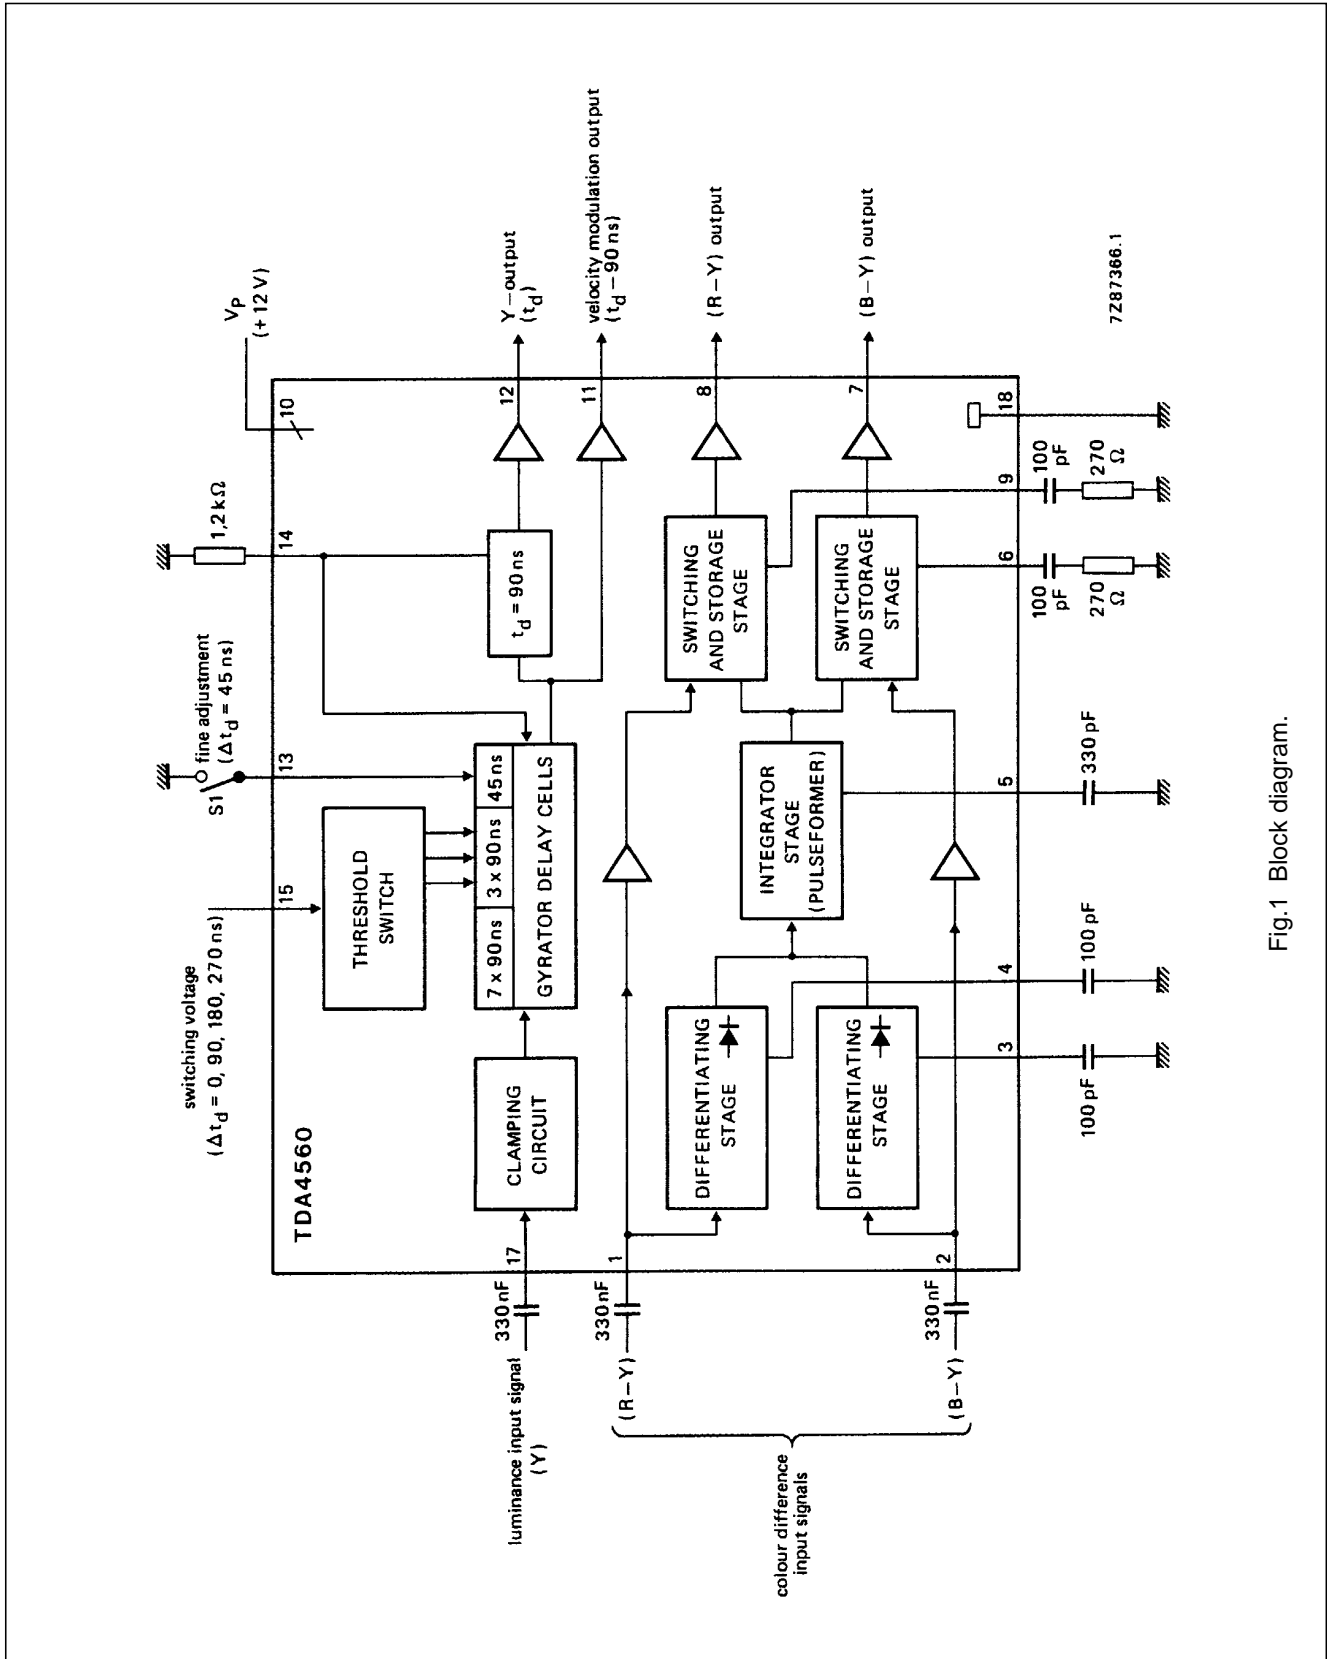 switching voltage
(Δtd = 0, 90, 180, 270 ns)
fine adjustment
(Δtd = 45 ns)
S1
1,2 kΩ
VP
(+ 12 V)
TDA4560
15
13
14
10
THRESHOLD
SWITCH
luminance input signal
(Y)
330 nF
17
CLAMPING
CIRCUIT
7 x 90 ns
3 x 90 ns
45 ns
GYRATOR DELAY CELLS
td = 90 ns
12
Y – output
(td)
11
velocity modulation output
(td – 90 ns)
colour difference
input signals
(R – Y)
330 nF
1
DIFFERENTIATING
STAGE
SWITCHING
AND STORAGE
STAGE
8
(R – Y) output
INTEGRATOR
STAGE
(PULSEFORMER)
(B – Y)
330 nF
2
DIFFERENTIATING
STAGE
SWITCHING
AND STORAGE
STAGE
7
(B – Y) output
3
4
5
6
9
18
100 pF
100 pF
330 pF
100
pF
270
Ω
100
pF
270
Ω
7Z87366.1
Fig.1 Block diagram.